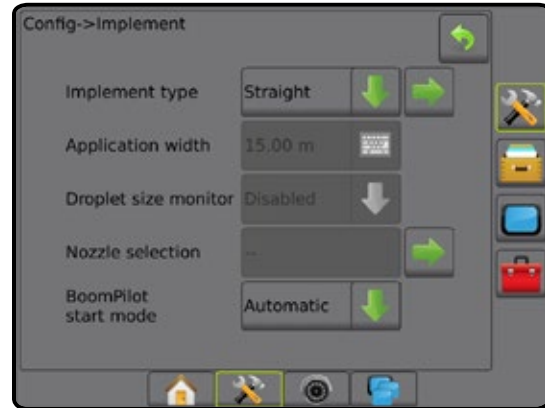 Config->Implement
Implement type Straight
Application width 15.00 m
Droplet size monitor Disabled
Nozzle selection --
BoomPilot
start mode Automatic